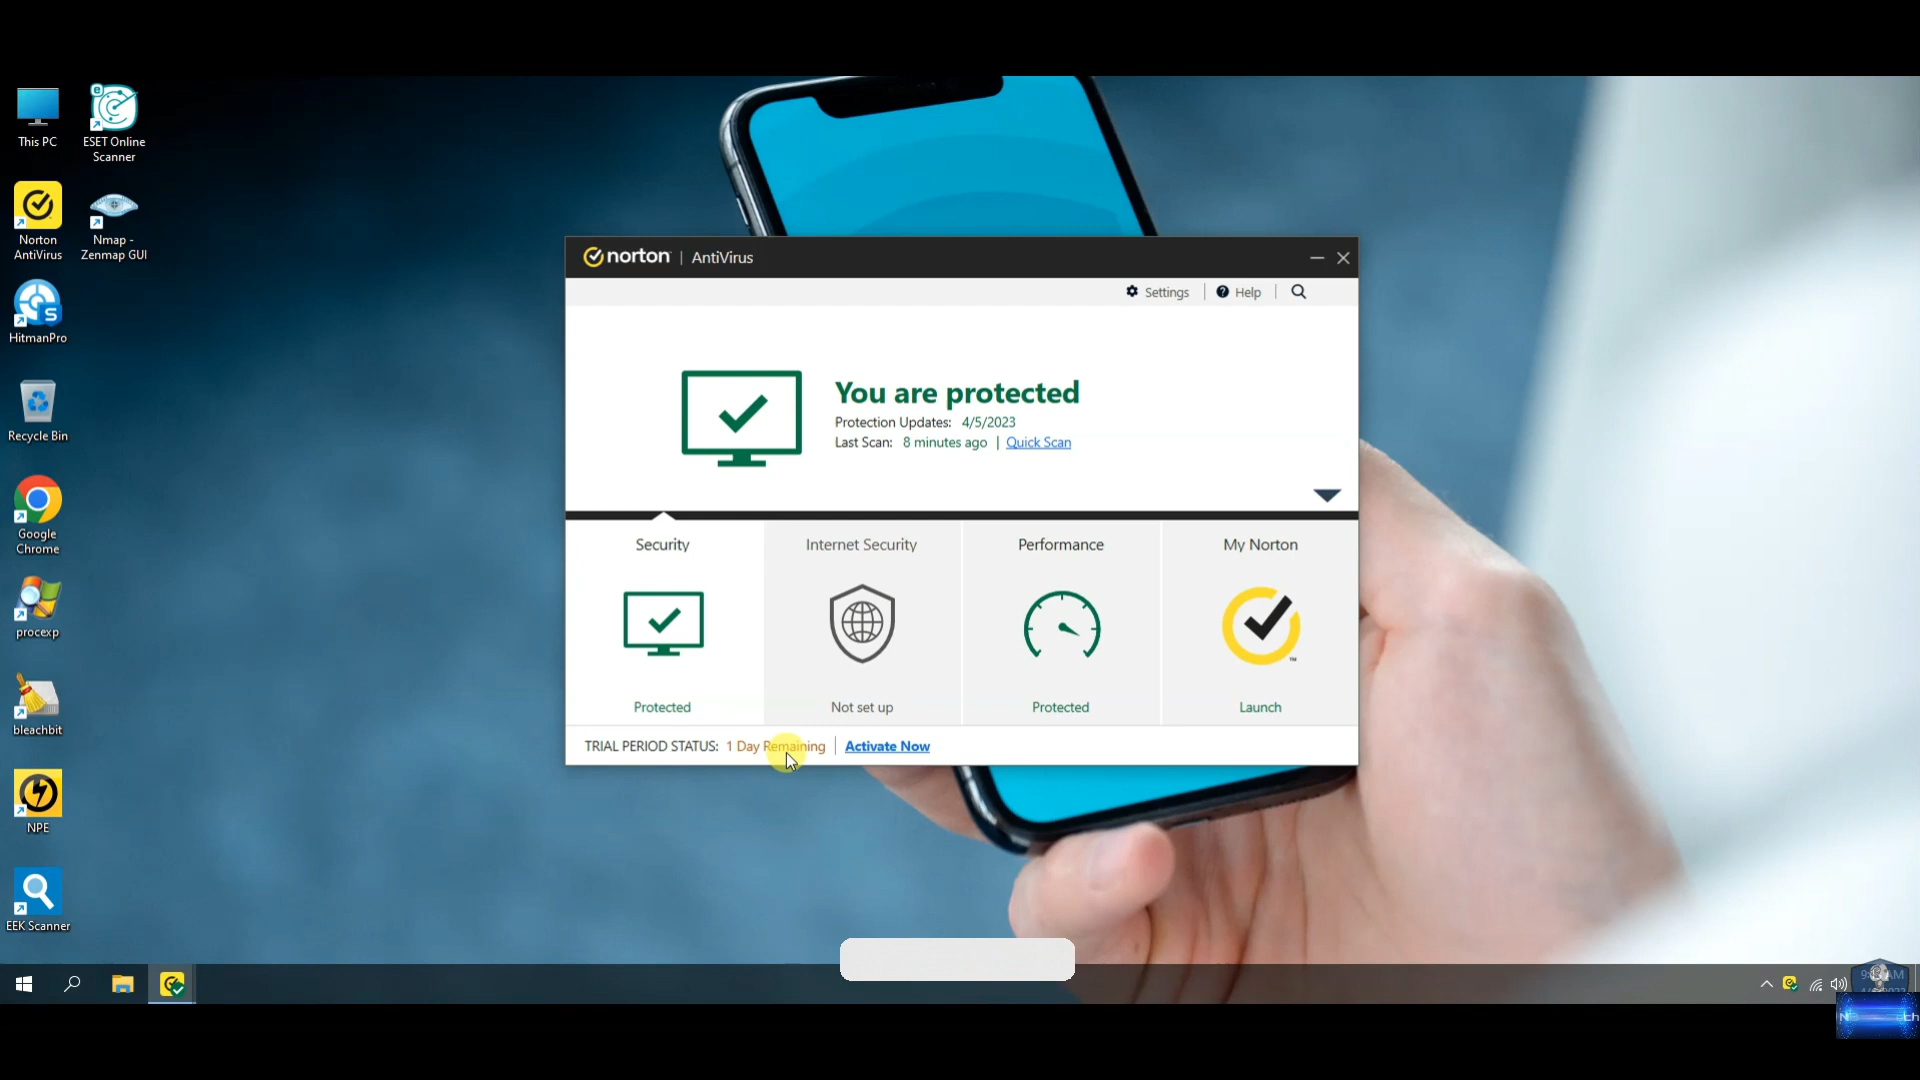 This PC
ESET Online
Scanner
Norton
AntiVirus
Nmap -
Zenmap GUI
HitmanPro
Recycle Bin
Google
Chrome
procexp
bleachbit
NPE
EEK Scanner
norton | AntiVirus
Settings
Help
You are protected
Protection Updates: 4/5/2023
Last Scan: 8 minutes ago | Quick Scan
Security
Internet Security
Performance
My Norton
Protected
Not set up
Protected
Launch
TRIAL PERIOD STATUS: 1 Day Remaining
Activate Now